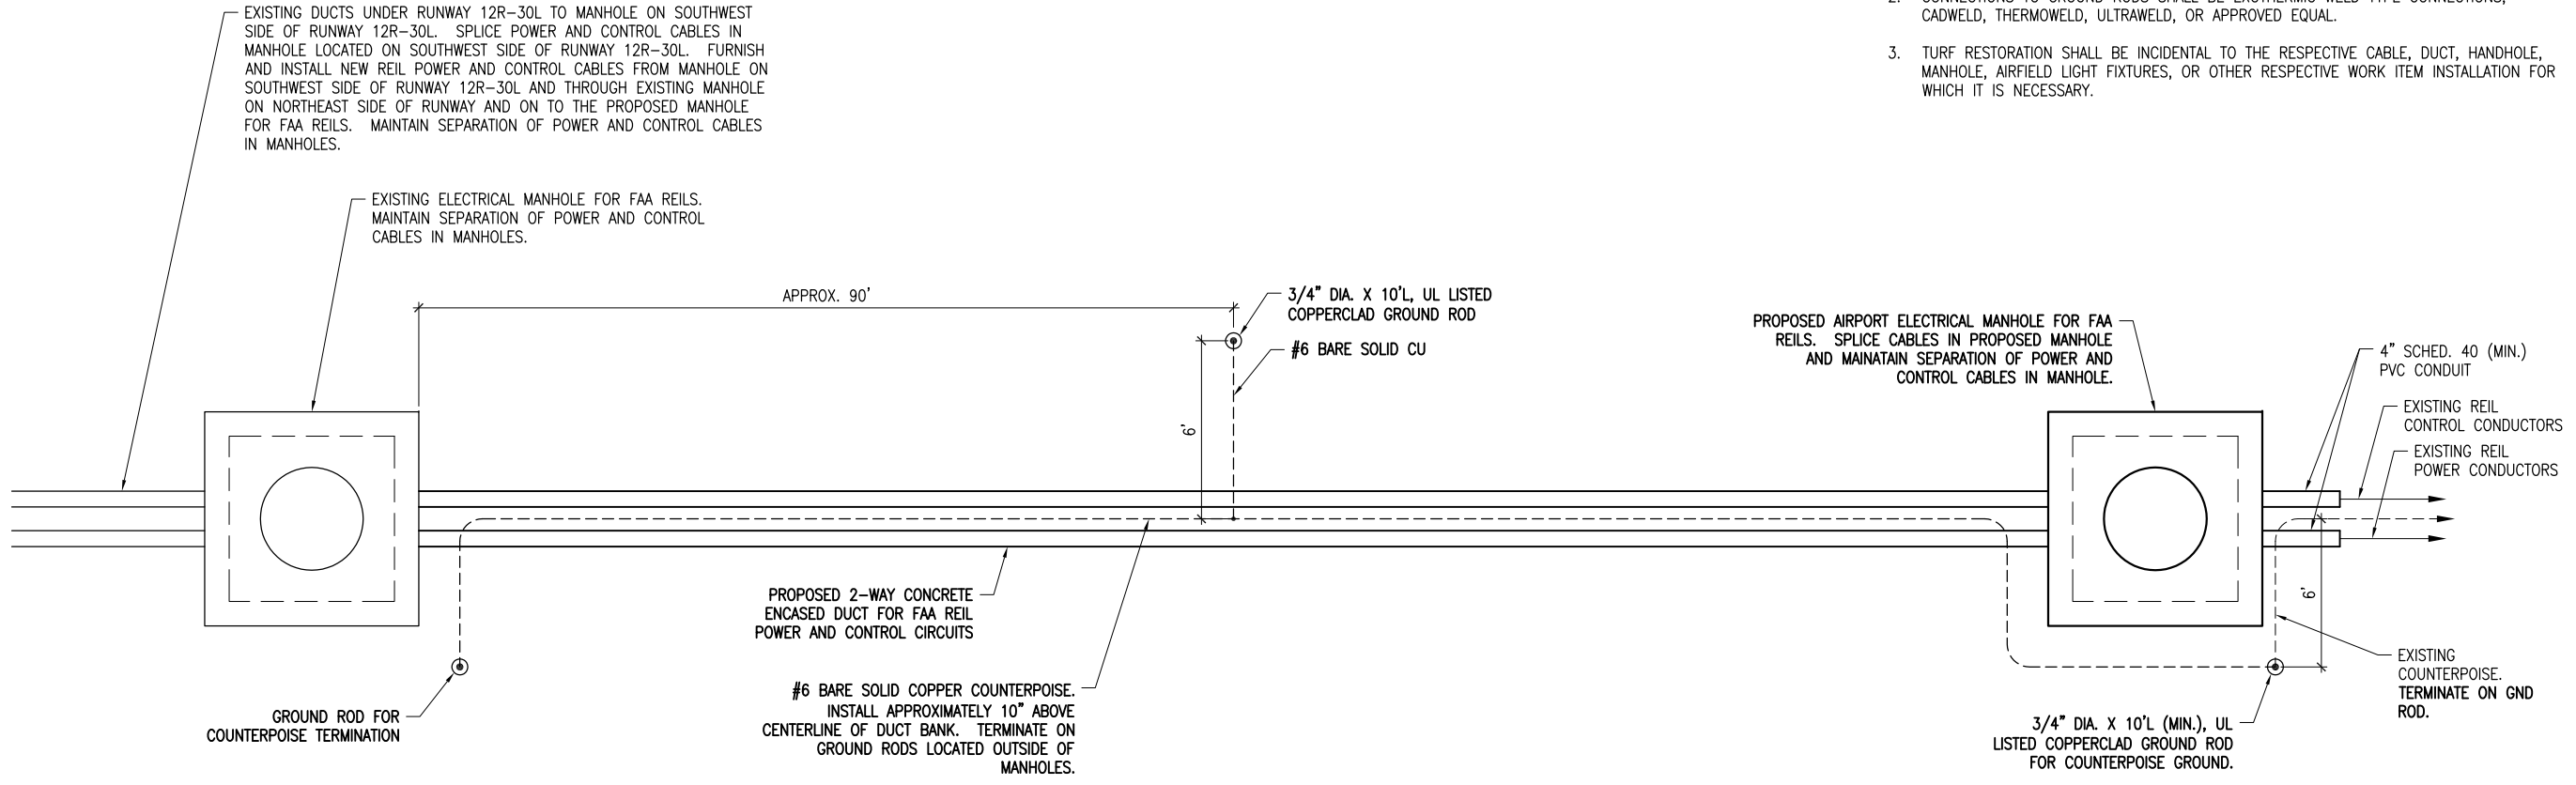 EXISTING DUCTS UNDER RUNWAY 12R-30L TO MANHOLE ON SOUTHWEST
SIDE OF RUNWAY 12R-30L. SPLICE POWER AND CONTROL CABLES IN
MANHOLE LOCATED ON SOUTHWEST SIDE OF RUNWAY 12R-30L. FURNISH
AND INSTALL NEW REIL POWER AND CONTROL CABLES FROM MANHOLE ON
SOUTHWEST SIDE OF RUNWAY 12R-30L AND THROUGH EXISTING MANHOLE
ON NORTHEAST SIDE OF RUNWAY AND ON TO THE PROPOSED MANHOLE
FOR FAA REILS. MAINTAIN SEPARATION OF POWER AND CONTROL CABLES
IN MANHOLES.
2. CONNECTIONS TO GROUND RODS SHALL BE EXOTHERMIC WELD TYPE CONNECTIONS,
CADWELD, THERMOWELD, ULTRAWELD, OR APPROVED EQUAL.
3. TURF RESTORATION SHALL BE INCIDENTAL TO THE RESPECTIVE CABLE, DUCT, HANDHOLE,
MANHOLE, AIRFIELD LIGHT FIXTURES, OR OTHER RESPECTIVE WORK ITEM INSTALLATION FOR
WHICH IT IS NECESSARY.
EXISTING ELECTRICAL MANHOLE FOR FAA REILS.
MAINTAIN SEPARATION OF POWER AND CONTROL
CABLES IN MANHOLES.
APPROX. 90'
3/4" DIA. X 10'L, UL LISTED
COPPERCLAD GROUND ROD
#6 BARE SOLID CU
6'
PROPOSED AIRPORT ELECTRICAL MANHOLE FOR FAA
REILS. SPLICE CABLES IN PROPOSED MANHOLE
AND MAINATAIN SEPARATION OF POWER AND
CONTROL CABLES IN MANHOLE.
4" SCHED. 40 (MIN.)
PVC CONDUIT
EXISTING REIL
CONTROL CONDUCTORS
EXISTING REIL
POWER CONDUCTORS
PROPOSED 2-WAY CONCRETE
ENCASED DUCT FOR FAA REIL
POWER AND CONTROL CIRCUITS
6'
GROUND ROD FOR
COUNTERPOISE TERMINATION
#6 BARE SOLID COPPER COUNTERPOISE.
INSTALL APPROXIMATELY 10" ABOVE
CENTERLINE OF DUCT BANK. TERMINATE ON
GROUND RODS LOCATED OUTSIDE OF
MANHOLES.
EXISTING
COUNTERPOISE.
TERMINATE ON GND
ROD.
3/4" DIA. X 10'L (MIN.), UL
LISTED COPPERCLAD GROUND ROD
FOR COUNTERPOISE GROUND.